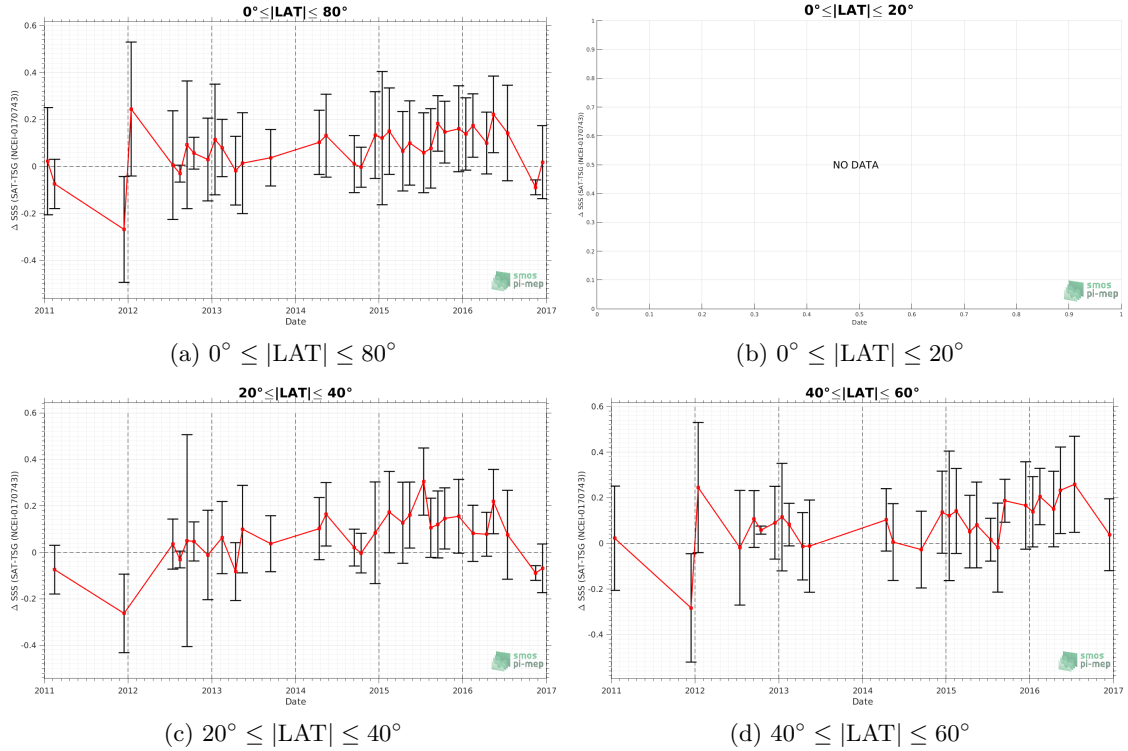 0°≤|LAT|≤ 80°
Δ SSS (SAT-TSG (NCEI-0170743))
0.6
0.4
0.2
0
-0.2
-0.4
2011 2012 2013 2014 2015 2016 2017
Date
smos
pi-mep
(a) 0° ≤ |LAT| ≤ 80°
0°≤|LAT|≤ 20°
Δ SSS (SAT-TSG (NCEI-0170743))
1
0.9
0.8
0.7
0.6
0.5
0.4
0.3
0.2
0.1
0
NO DATA
0 0.1 0.2 0.3 0.4 0.5 0.6 0.7 0.8 0.9 1
Date
smos
pi-mep
(b) 0° ≤ |LAT| ≤ 20°
20°≤|LAT|≤ 40°
Δ SSS (SAT-TSG (NCEI-0170743))
0.6
0.4
0.2
0
-0.2
-0.4
2011 2012 2013 2014 2015 2016 2017
Date
smos
pi-mep
(c) 20° ≤ |LAT| ≤ 40°
40°≤|LAT|≤ 60°
Δ SSS (SAT-TSG (NCEI-0170743))
0.6
0.4
0.2
0
-0.2
-0.4
2011 2012 2013 2014 2015 2016 2017
Date
smos
pi-mep
(d) 40° ≤ |LAT| ≤ 60°